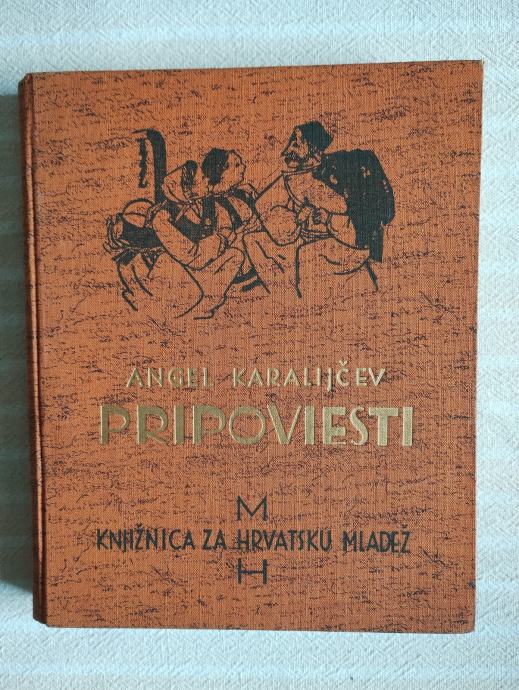 ANGEL KARALIJČEV
PRIPOVIESTI
M
KNJIŽNICA ZA HRVATSKU MLADEŽ
H